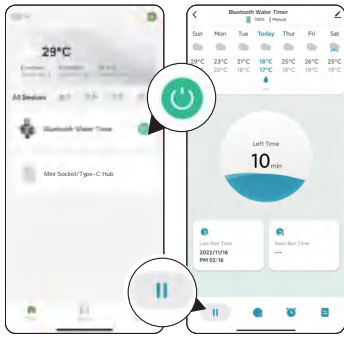 29°C
All Devices
Bluetooth Water Timer
Mini Socket/Type-C Hub
Bluetooth Water Timer
100% | Manual
Sun Mon Tue Today Thur Fri Sat
29°C 23°C 21°C 18°C 25°C 26°C 25°C
20°C 18°C 17°C 18°C 19°C 19°C
--
Left Time
10 min
Last Run Time
2022/11/16
PM 02:16
Next Run Time
--